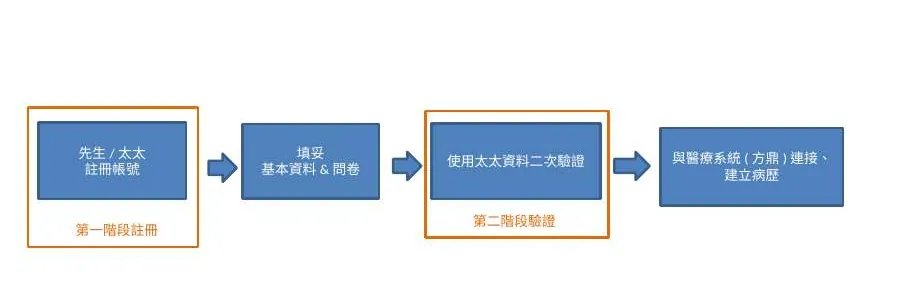 先生 / 太太
註冊帳號
第一階段註冊
填妥
基本資料 & 問卷
使用太太資料二次驗證
第二階段驗證
與醫療系統 ( 方鼎 ) 連接、
建立病歷